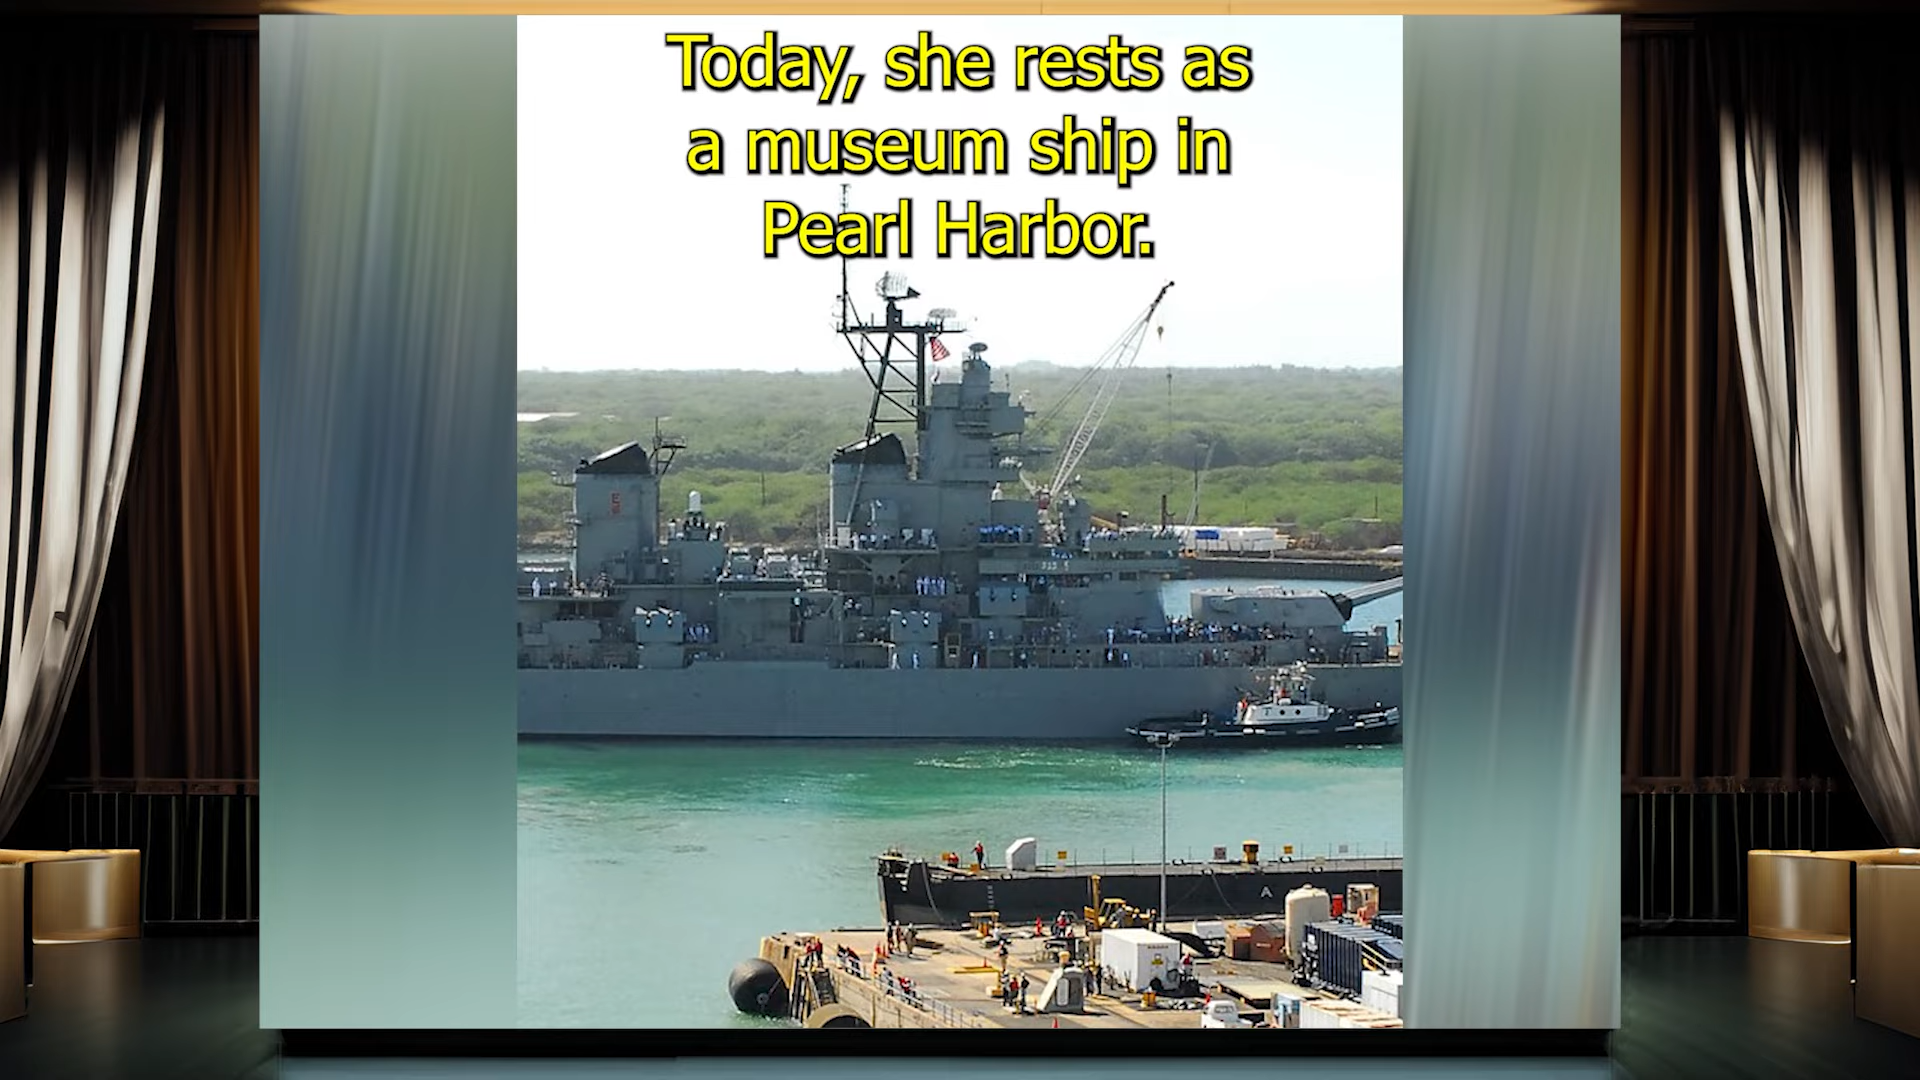 Today, she rests as
a museum ship in
Pearl Harbor.
E
A